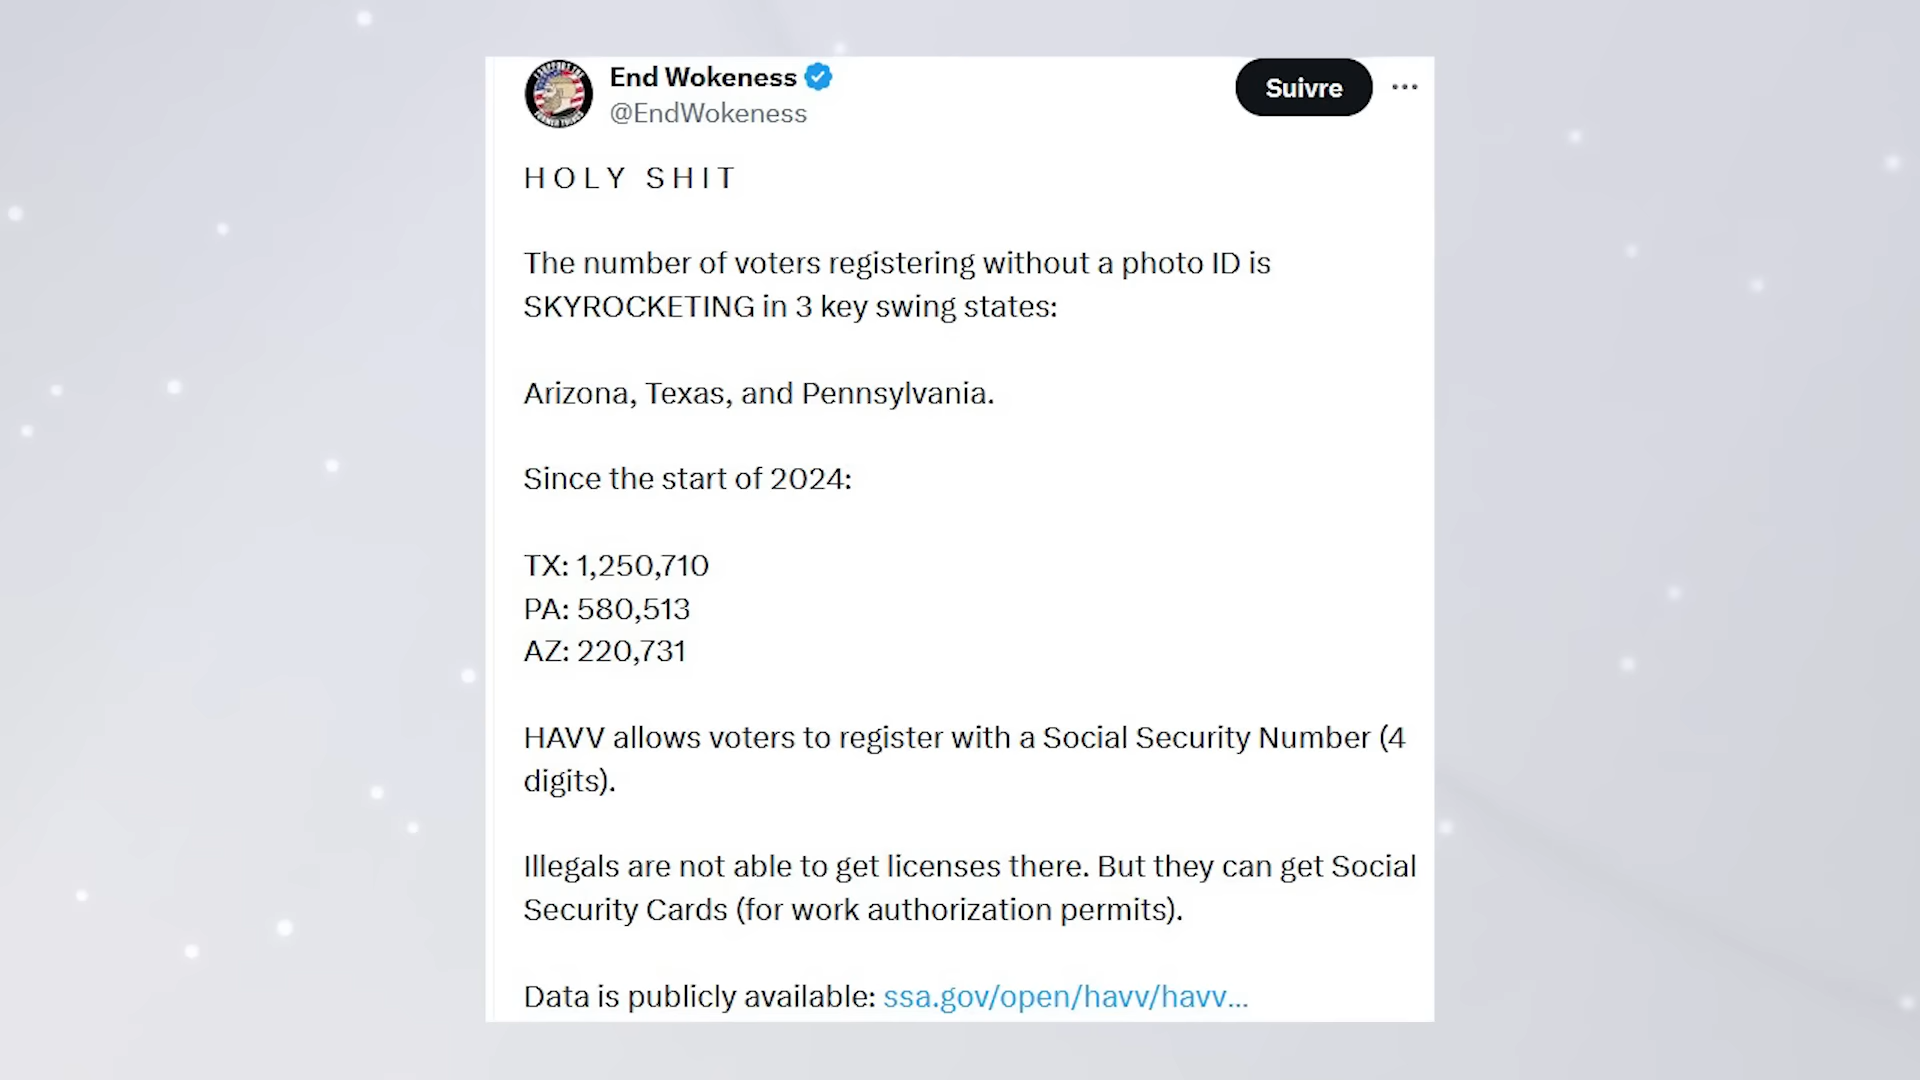 End Wokeness
@EndWokeness
Suivre
HOLY SHIT
The number of voters registering without a photo ID is
SKYROCKETING in 3 key swing states:
Arizona, Texas, and Pennsylvania.
Since the start of 2024:
TX: 1,250,710
PA: 580,513
AZ: 220,731
HAVV allows voters to register with a Social Security Number (4
digits).
Illegals are not able to get licenses there. But they can get Social
Security Cards (for work authorization permits).
Data is publicly available: ssa.gov/open/havv/havv...